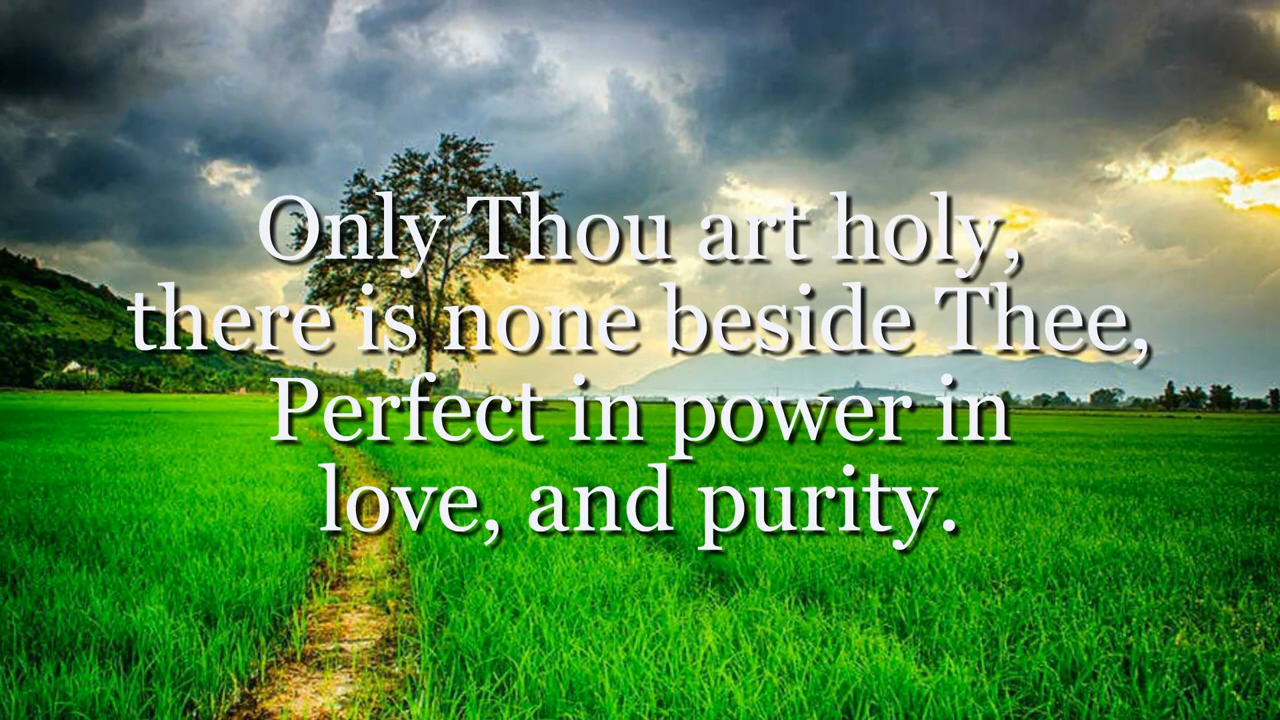 Only Thou art holy,
there is none beside Thee,
Perfect in power in
love, and purity.